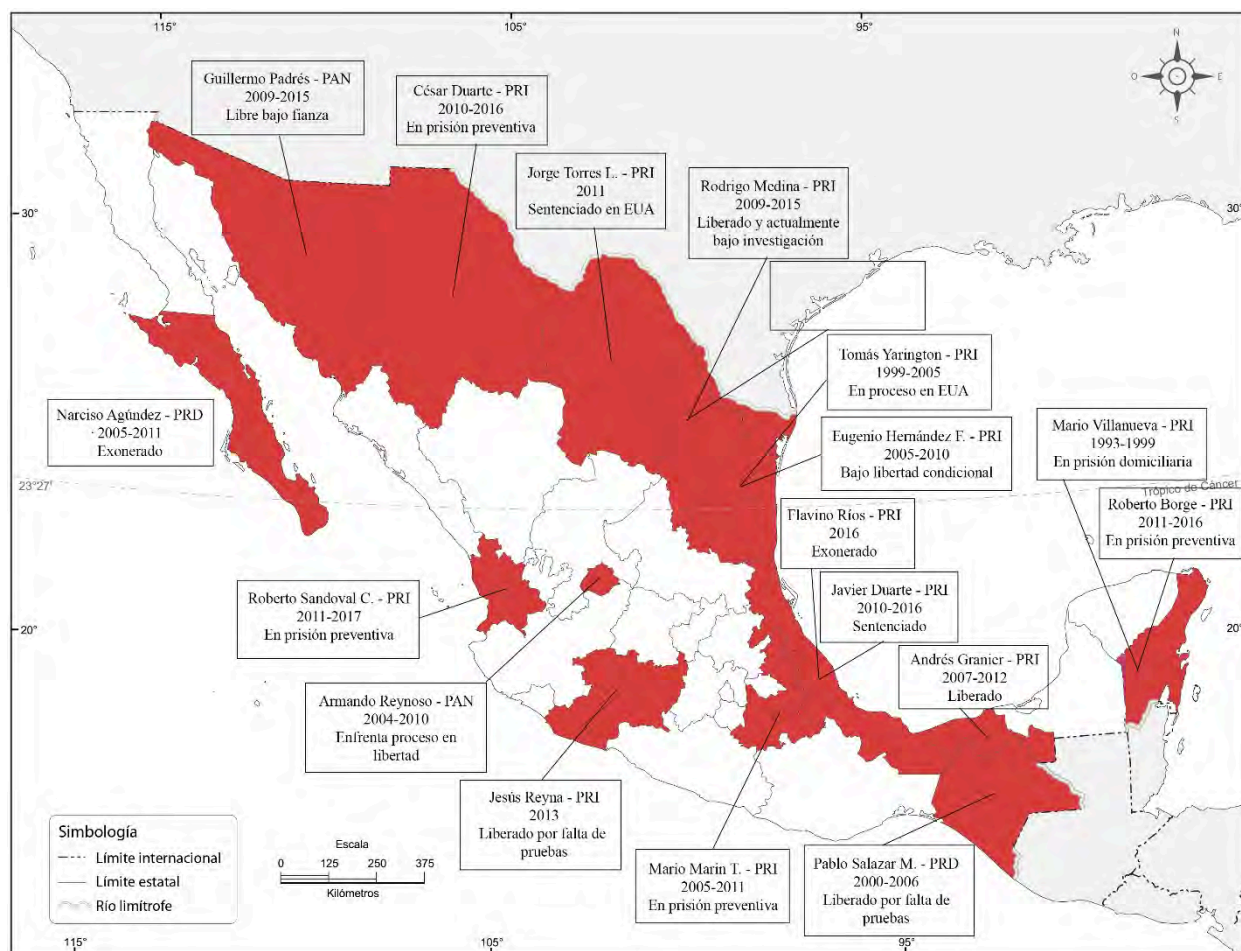 115°
105°
95°
N
O
E
S
Guillermo Padrés - PAN
2009-2015
Libre bajo fianza
César Duarte - PRI
2010-2016
En prisión preventiva
Jorge Torres L. - PRI
2011
Sentenciado en EUA
Rodrigo Medina - PRI
2009-2015
Liberado y actualmente
bajo investigación
30°
30°
Tomás Yarington - PRI
1999-2005
En proceso en EUA
Narciso Agúndez - PRD
2005-2011
Exonerado
Eugenio Hernández F. - PRI
2005-2010
Bajo libertad condicional
Mario Villanueva - PRI
1993-1999
En prisión domiciliaria
23°27'
Trópico de Cáncer
Flavino Ríos - PRI
2016
Exonerado
Roberto Borge - PRI
2011-2016
En prisión preventiva
Roberto Sandoval C. - PRI
2011-2017
En prisión preventiva
Javier Duarte - PRI
2010-2016
Sentenciado
20°
20°
Andrés Granier - PRI
2007-2012
Liberado
Armando Reynoso - PAN
2004-2010
Enfrenta proceso en
libertad
Jesús Reyna - PRI
2013
Liberado por falta de
pruebas
Mario Marin T. - PRI
2005-2011
En prisión preventiva
Pablo Salazar M. - PRD
2000-2006
Liberado por falta de
pruebas
Simbología
Límite internacional
Límite estatal
Río limítrofe
Escala
0 125 250 375
Kilómetros
115°
105°
95°